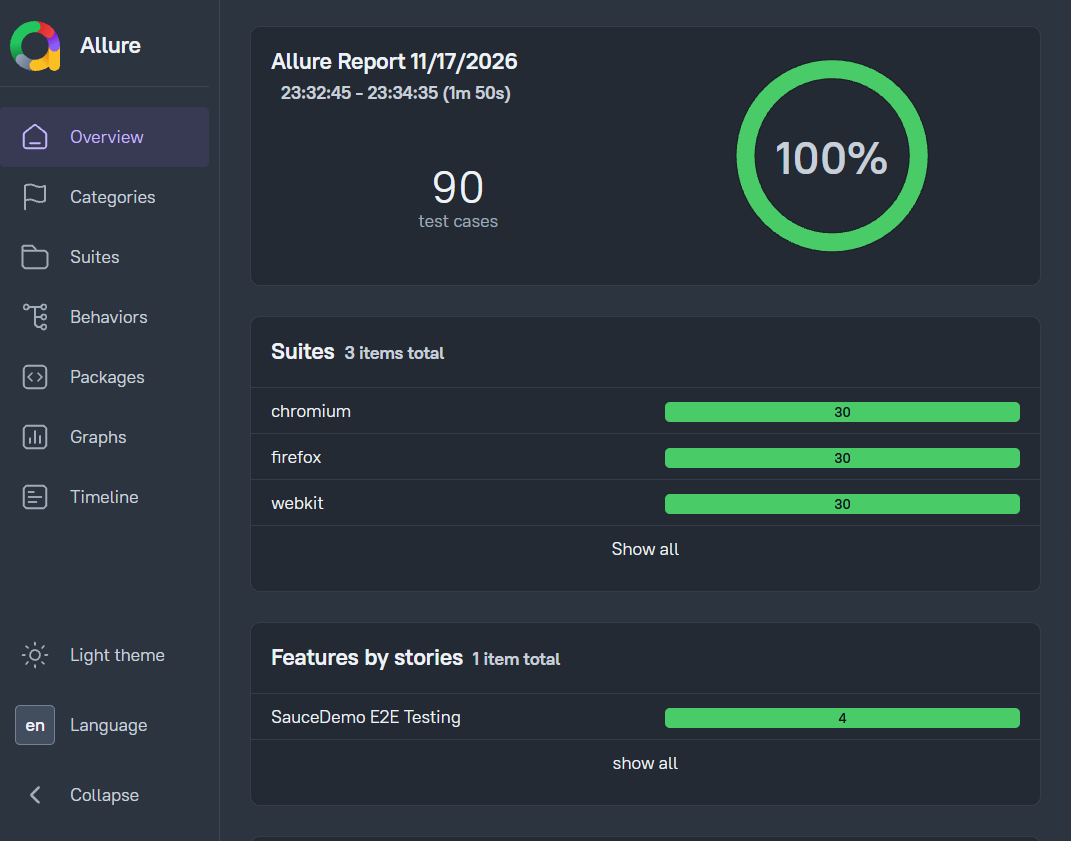 Allure
Overview
Categories
Suites
Behaviors
Packages
Graphs
Timeline
Light theme
en Language
Collapse
Allure Report 11/17/2026
23:32:45 - 23:34:35 (1m 50s)
90
test cases
100%
Suites 3 items total
chromium 30
firefox 30
webkit 30
Show all
Features by stories 1 item total
SauceDemo E2E Testing 4
show all